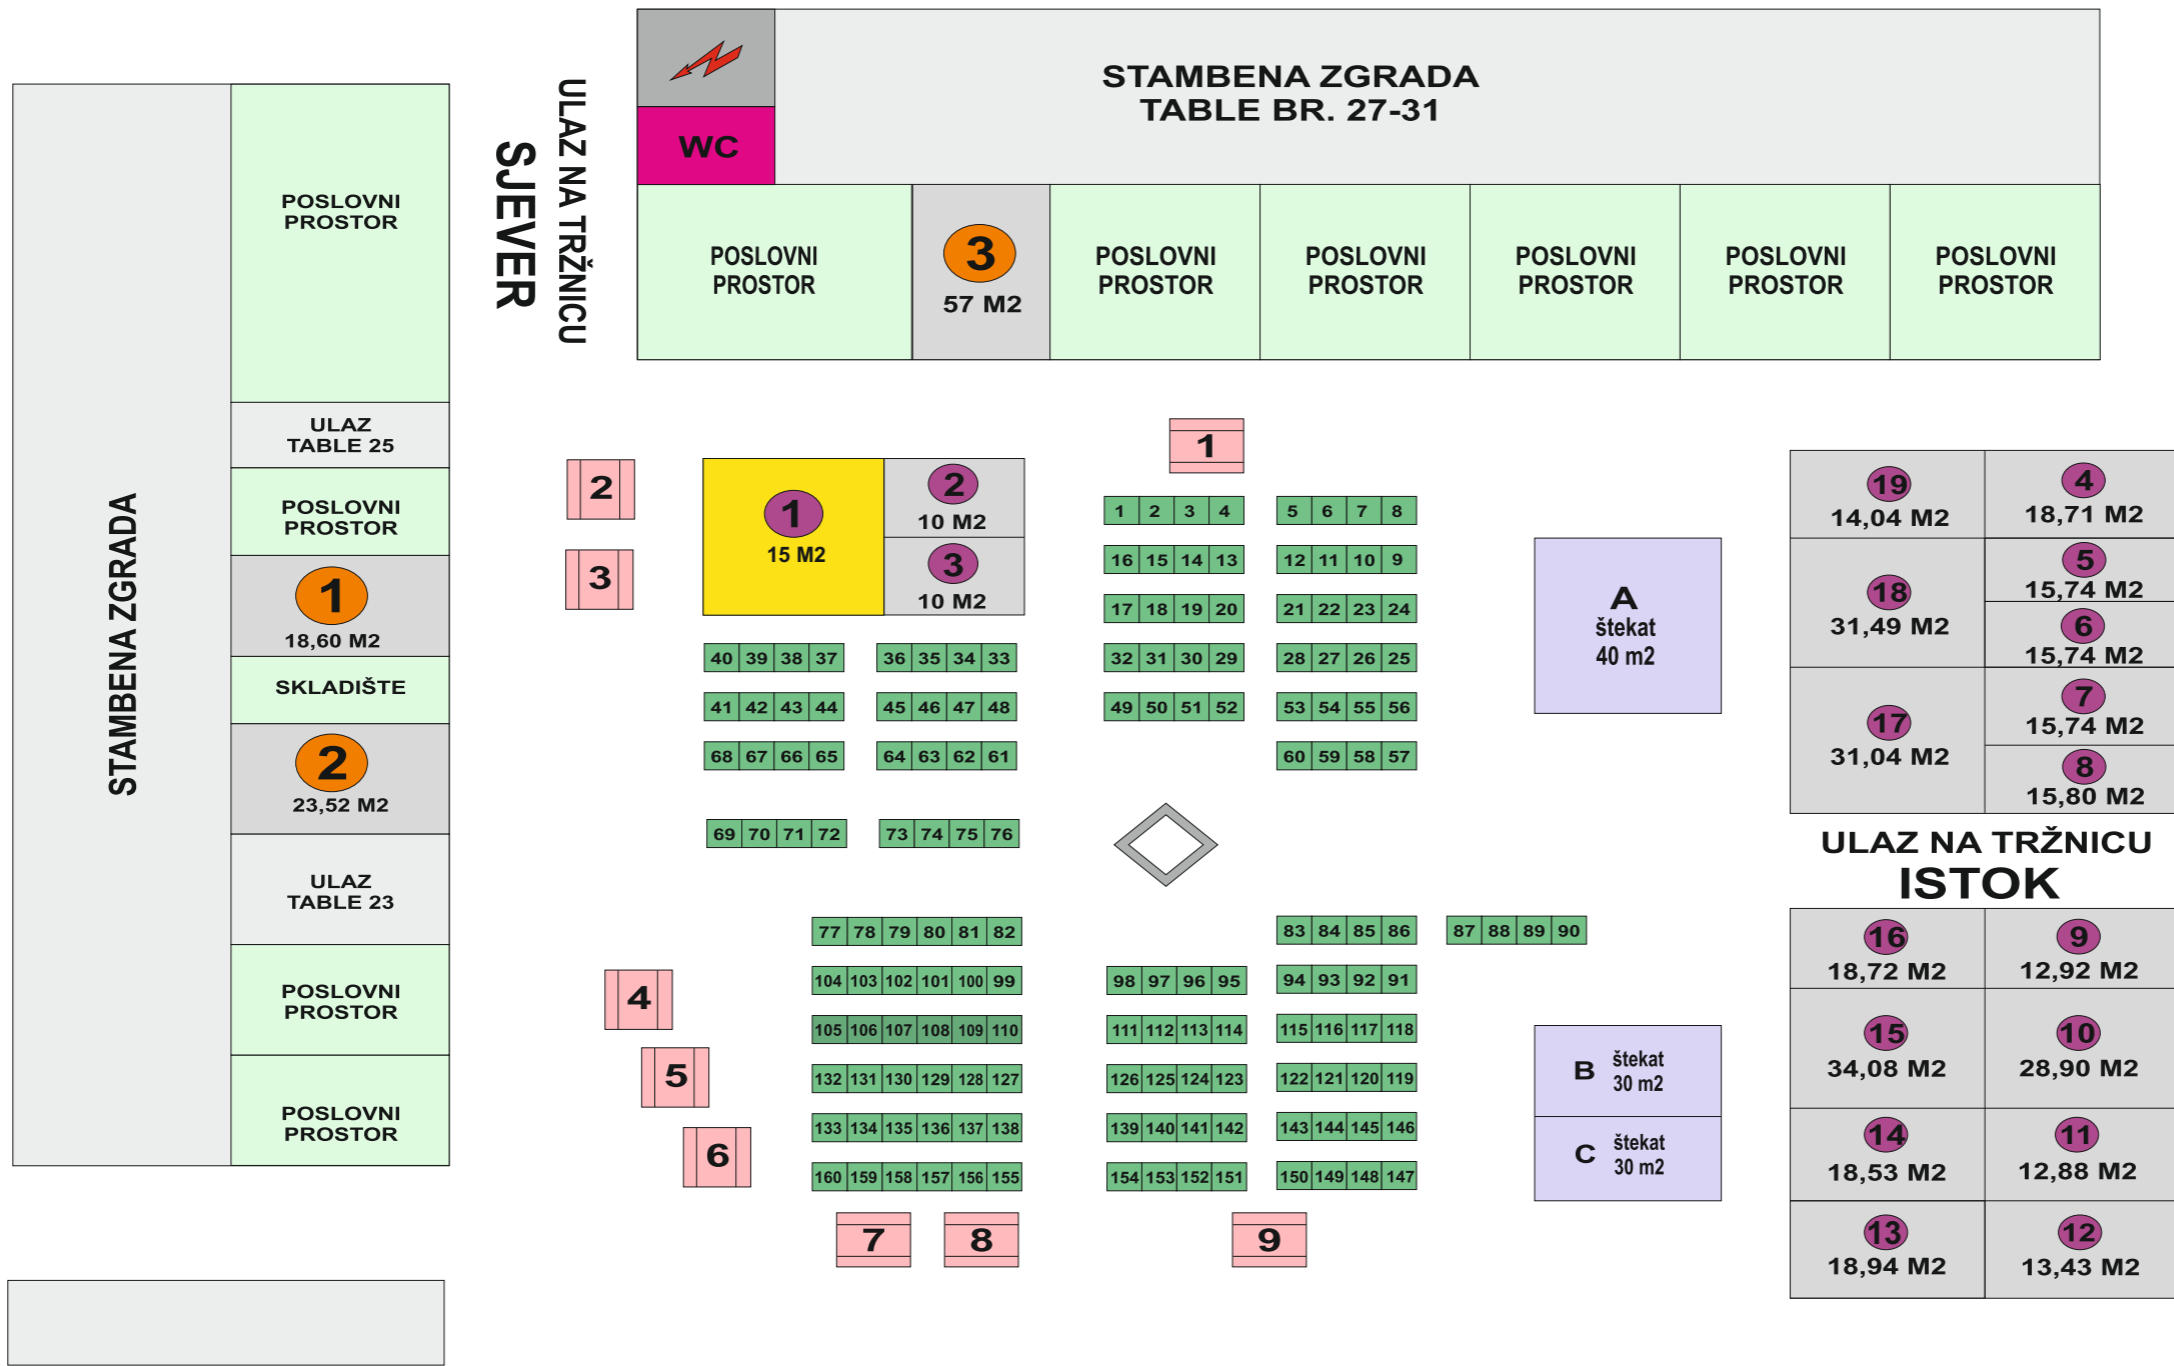 STAMBENA ZGRADA
TABLE BR. 27-31
WC
POSLOVNI
PROSTOR
3
57 M2
POSLOVNI
PROSTOR
POSLOVNI
PROSTOR
POSLOVNI
PROSTOR
POSLOVNI
PROSTOR
POSLOVNI
PROSTOR
ULAZ NA TRŽNICU
SJEVER
STAMBENA ZGRADA
POSLOVNI
PROSTOR
ULAZ
TABLE 25
POSLOVNI
PROSTOR
1
18,60 M2
SKLADIŠTE
2
23,52 M2
ULAZ
TABLE 23
POSLOVNI
PROSTOR
POSLOVNI
PROSTOR
1
2
3
1
15 M2
2
10 M2
3
10 M2
1 2 3 4
5 6 7 8
16 15 14 13
12 11 10 9
17 18 19 20
21 22 23 24
40 39 38 37
36 35 34 33
32 31 30 29
28 27 26 25
41 42 43 44
45 46 47 48
49 50 51 52
53 54 55 56
68 67 66 65
64 63 62 61
60 59 58 57
69 70 71 72
73 74 75 76
77 78 79 80 81 82
83 84 85 86
87 88 89 90
104 103 102 101 100 99
98 97 96 95
94 93 92 91
105 106 107 108 109 110
111 112 113 114
115 116 117 118
132 131 130 129 128 127
126 125 124 123
122 121 120 119
133 134 135 136 137 138
139 140 141 142
143 144 145 146
160 159 158 157 156 155
154 153 152 151
150 149 148 147
4
5
6
7
8
9
A
štekat
40 m2
B štekat
30 m2
C štekat
30 m2
19
14,04 M2
4
18,71 M2
18
31,49 M2
5
15,74 M2
6
15,74 M2
17
31,04 M2
7
15,74 M2
8
15,80 M2
ULAZ NA TRŽNICU
ISTOK
16
18,72 M2
9
12,92 M2
15
34,08 M2
10
28,90 M2
14
18,53 M2
11
12,88 M2
13
18,94 M2
12
13,43 M2